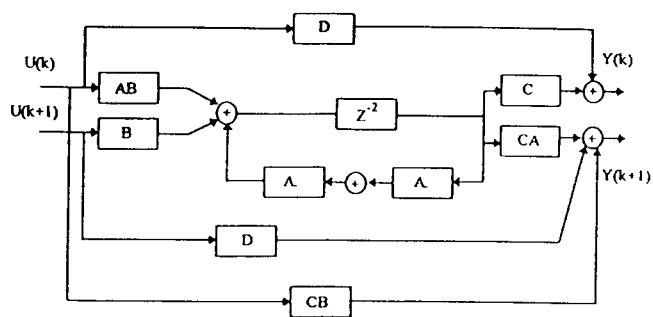 D
U(k)
Y(k)
AB
C
+
U(k+1)
+
Z⁻²
B
CA
+
Y(k+1)
A
+
A
D
CB